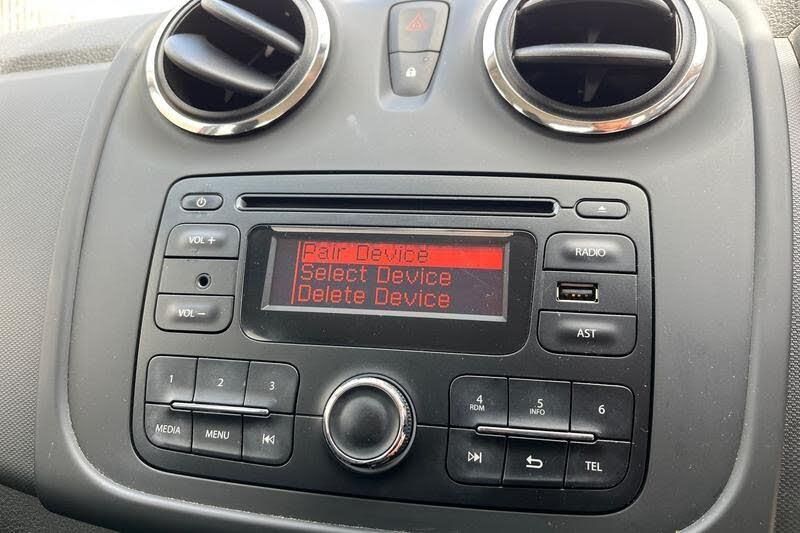 VOL +
RADIO
Pair Device
Select Device
Delete Device
VOL –
AST
1
2
3
4
RDM
5
INFO
6
MEDIA
MENU
TEL